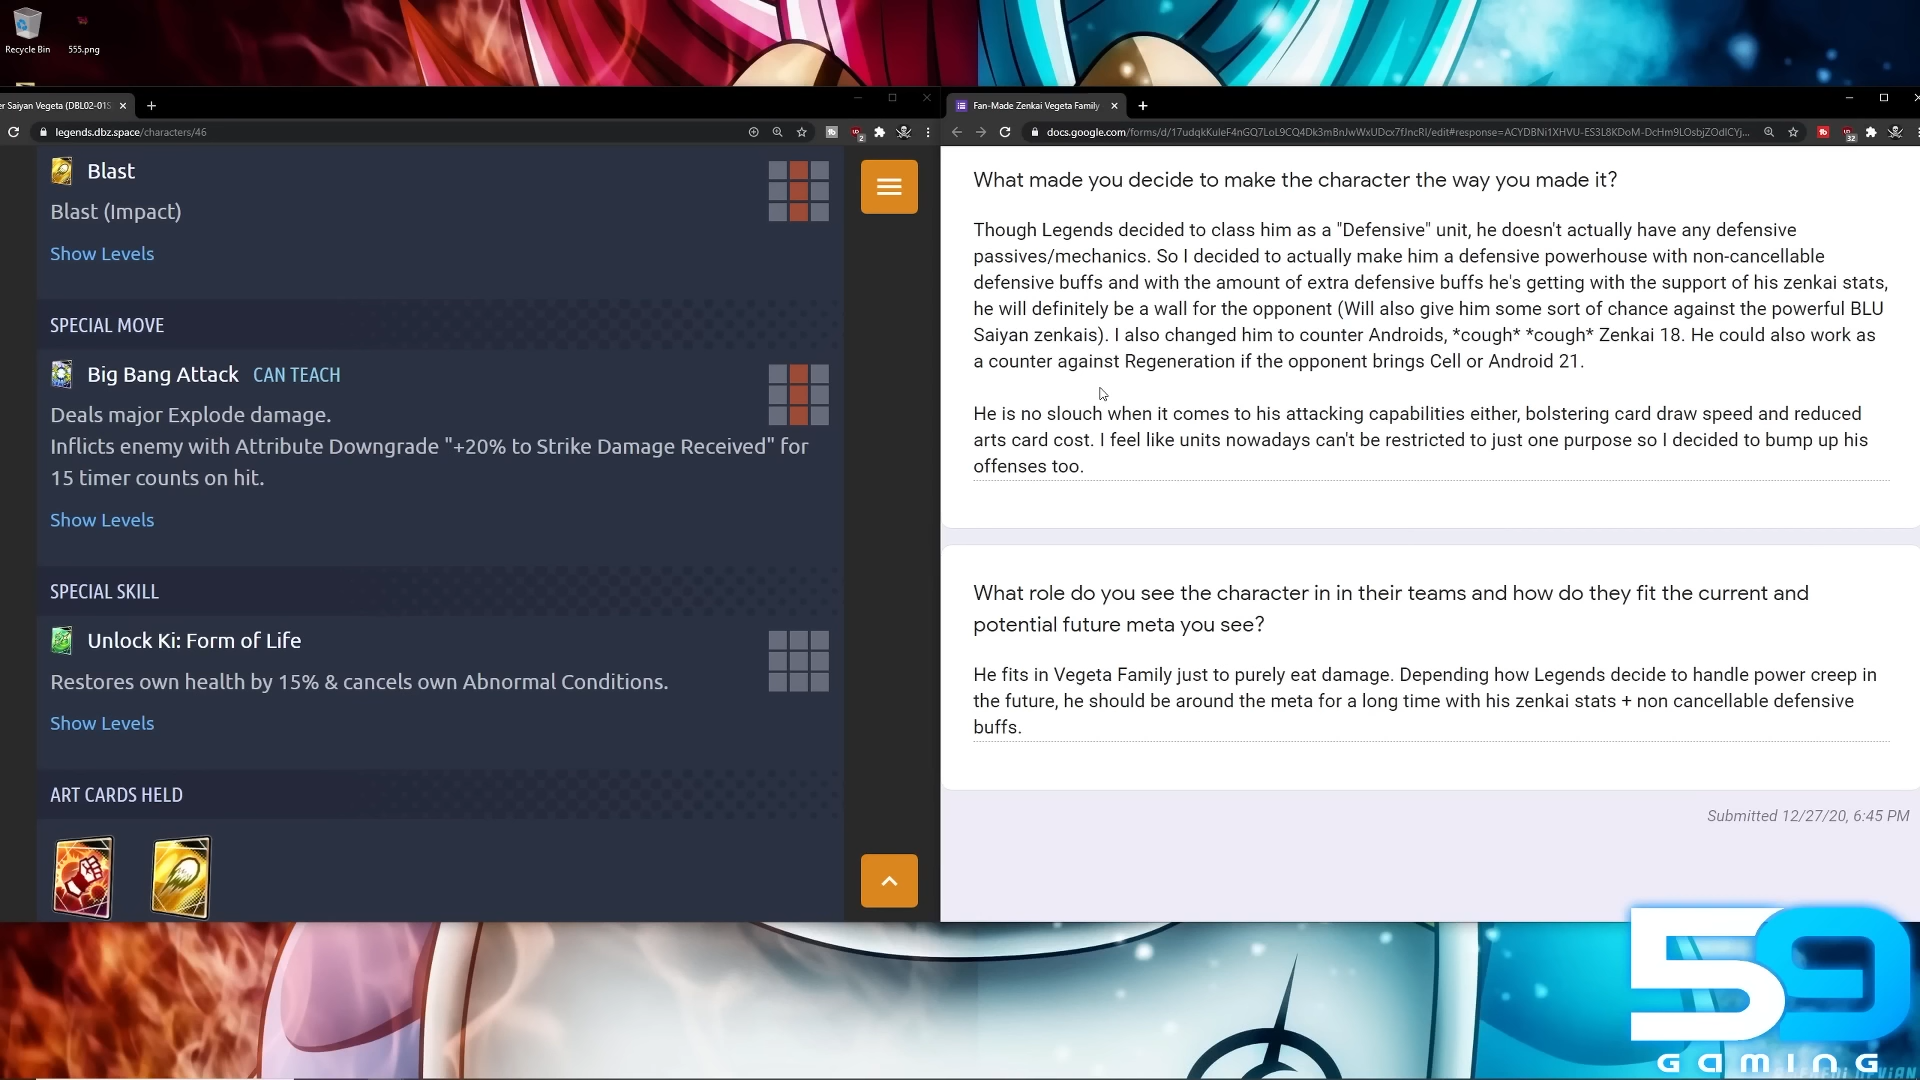 Recycle Bin
555.png
er Saiyan Vegeta (DBL02-01S
legends.dbz.space/characters/46
Blast
Blast (Impact)
Show Levels
SPECIAL MOVE
Big Bang Attack CAN TEACH
Deals major Explode damage.
Inflicts enemy with Attribute Downgrade "+20% to Strike Damage Received" for
15 timer counts on hit.
Show Levels
SPECIAL SKILL
Unlock Ki: Form of Life
Restores own health by 15% & cancels own Abnormal Conditions.
Show Levels
ART CARDS HELD
Fan-Made Zenkai Vegeta Family
What made you decide to make the character the way you made it?
Though Legends decided to class him as a "Defensive" unit, he doesn't actually have any defensive
passives/mechanics. So I decided to actually make him a defensive powerhouse with non-cancellable
defensive buffs and with the amount of extra defensive buffs he's getting with the support of his zenkai stats,
he will definitely be a wall for the opponent (Will also give him some sort of chance against the powerful BLU
Saiyan zenkais). I also changed him to counter Androids, *cough* *cough* Zenkai 18. He could also work as
a counter against Regeneration if the opponent brings Cell or Android 21.
He is no slouch when it comes to his attacking capabilities either, bolstering card draw speed and reduced
arts card cost. I feel like units nowadays can't be restricted to just one purpose so I decided to bump up his
offenses too.
What role do you see the character in in their teams and how do they fit the current and
potential future meta you see?
He fits in Vegeta Family just to purely eat damage. Depending how Legends decide to handle power creep in
the future, he should be around the meta for a long time with his zenkai stats + non cancellable defensive
buffs.
Submitted 12/27/20, 6:45 PM
59
GAMING